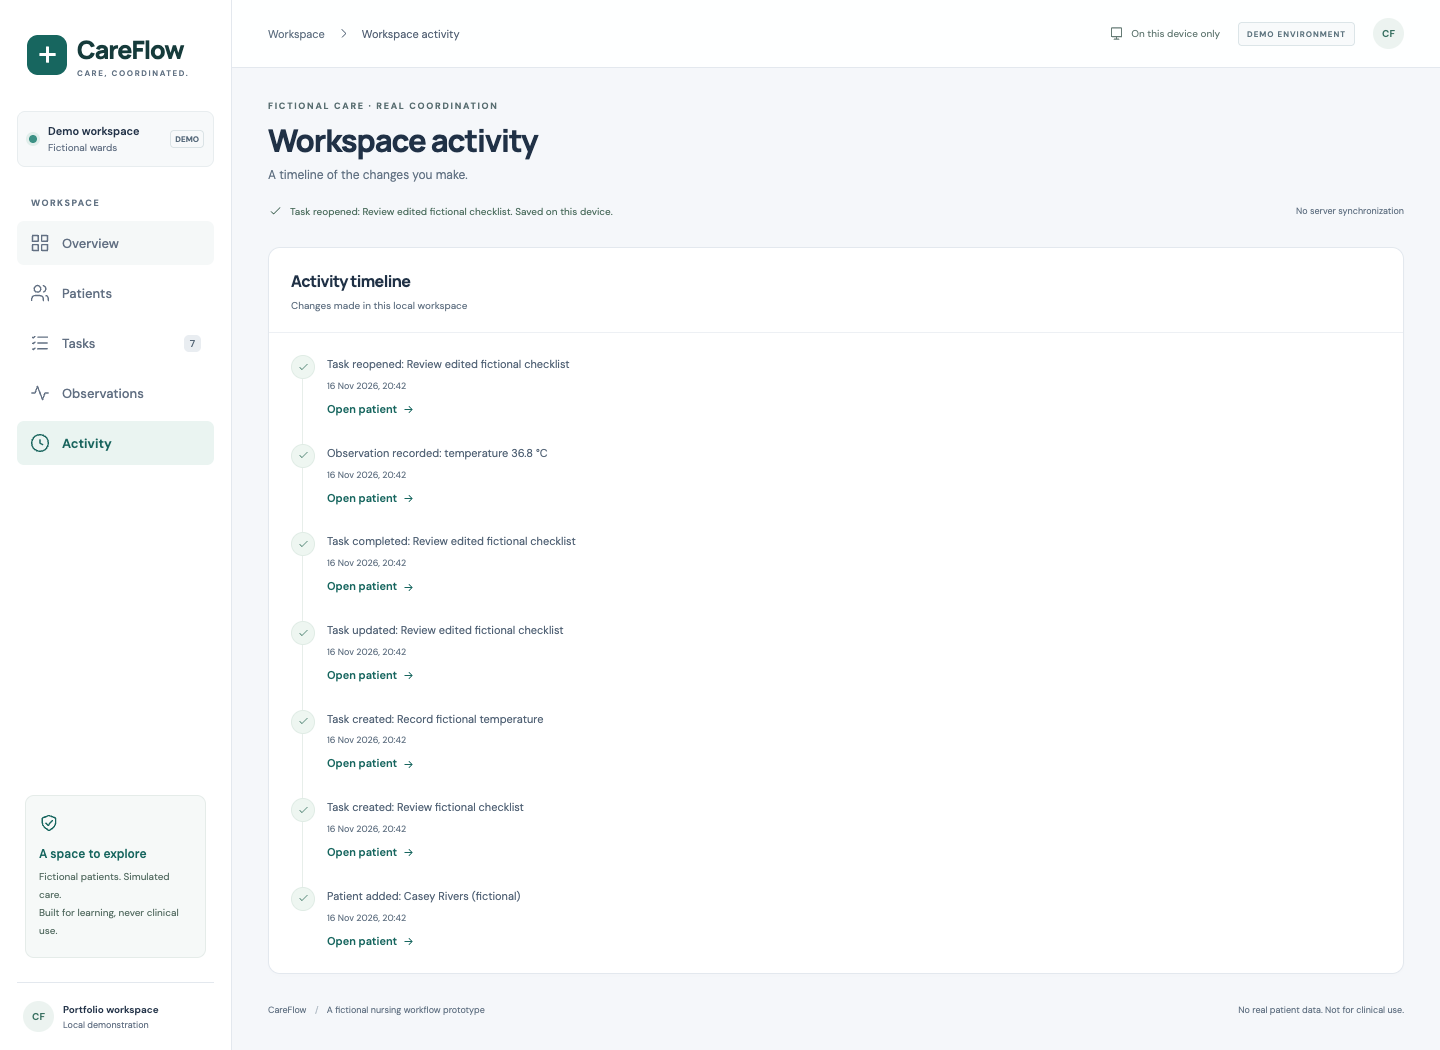 CareFlow
CARE, COORDINATED.
Demo workspace
Fictional wards
DEMO
WORKSPACE
Overview
Patients
Tasks
7
Observations
Activity
A space to explore
Fictional patients. Simulated
care.
Built for learning, never clinical
use.
CF
Portfolio workspace
Local demonstration
Workspace
Workspace activity
On this device only
DEMO ENVIRONMENT
CF
FICTIONAL CARE · REAL COORDINATION
Workspace activity
A timeline of the changes you make.
Task reopened: Review edited fictional checklist. Saved on this device.
No server synchronization
Activity timeline
Changes made in this local workspace
Task reopened: Review edited fictional checklist
16 Nov 2026, 20:42
Open patient →
Observation recorded: temperature 36.8 °C
16 Nov 2026, 20:42
Open patient →
Task completed: Review edited fictional checklist
16 Nov 2026, 20:42
Open patient →
Task updated: Review edited fictional checklist
16 Nov 2026, 20:42
Open patient →
Task created: Record fictional temperature
16 Nov 2026, 20:42
Open patient →
Task created: Review fictional checklist
16 Nov 2026, 20:42
Open patient →
Patient added: Casey Rivers (fictional)
16 Nov 2026, 20:42
Open patient →
CareFlow / A fictional nursing workflow prototype
No real patient data. Not for clinical use.